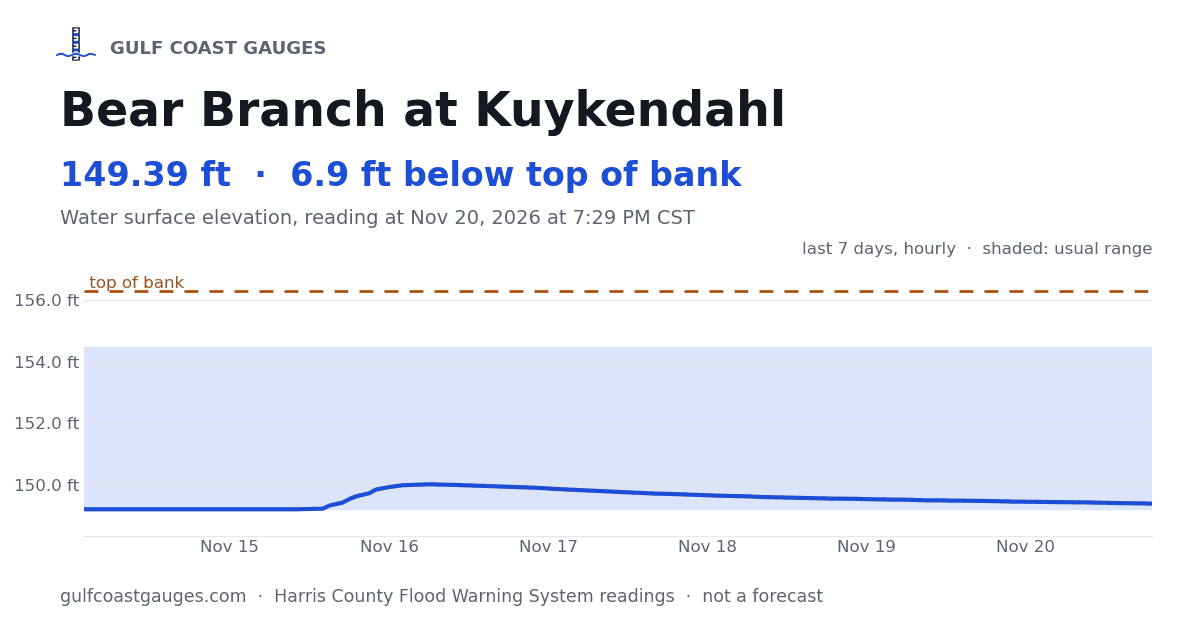 GULF COAST GAUGES
Bear Branch at Kuykendahl
149.39 ft · 6.9 ft below top of bank
Water surface elevation, reading at Nov 20, 2026 at 7:29 PM CST
last 7 days, hourly · shaded: usual range
top of bank
156.0 ft
154.0 ft
152.0 ft
150.0 ft
Nov 15 Nov 16 Nov 17 Nov 18 Nov 19 Nov 20
gulfcoastgauges.com · Harris County Flood Warning System readings · not a forecast